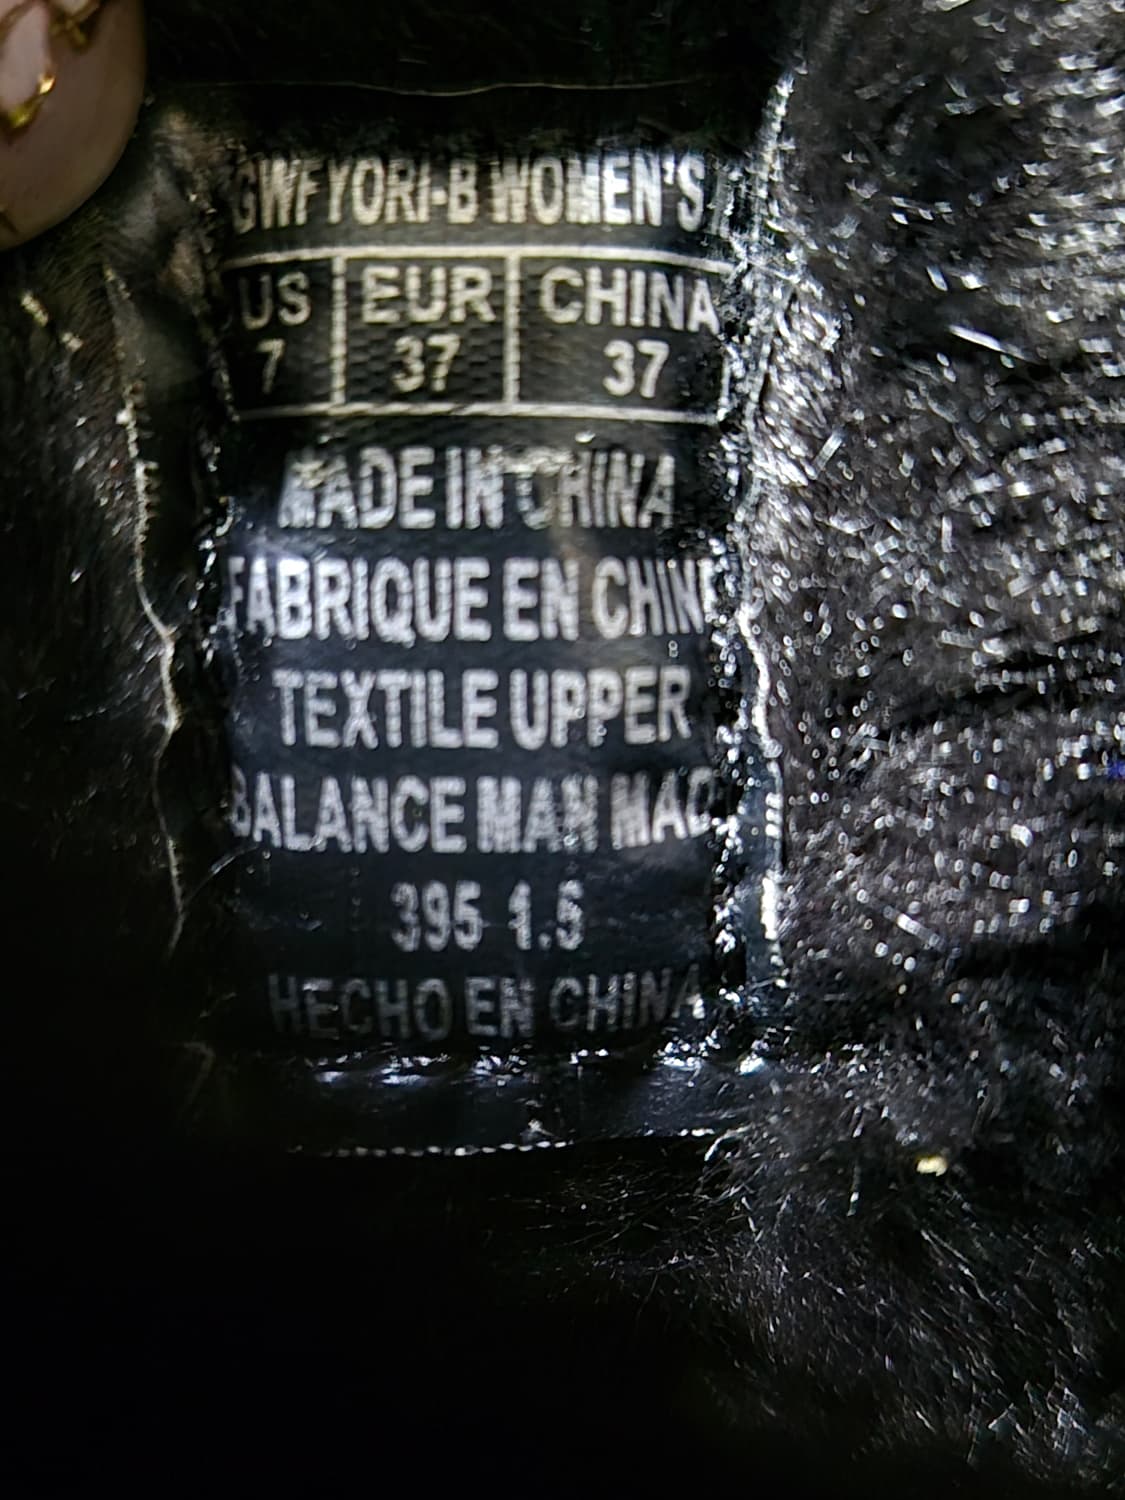 GWFYORI-B WOMEN'S
US EUR CHINA
7 37 37
MADE IN CHINA
FABRIQUE EN CHINE
TEXTILE UPPER
BALANCE MAN MADE
395 1.5
HECHO EN CHINA